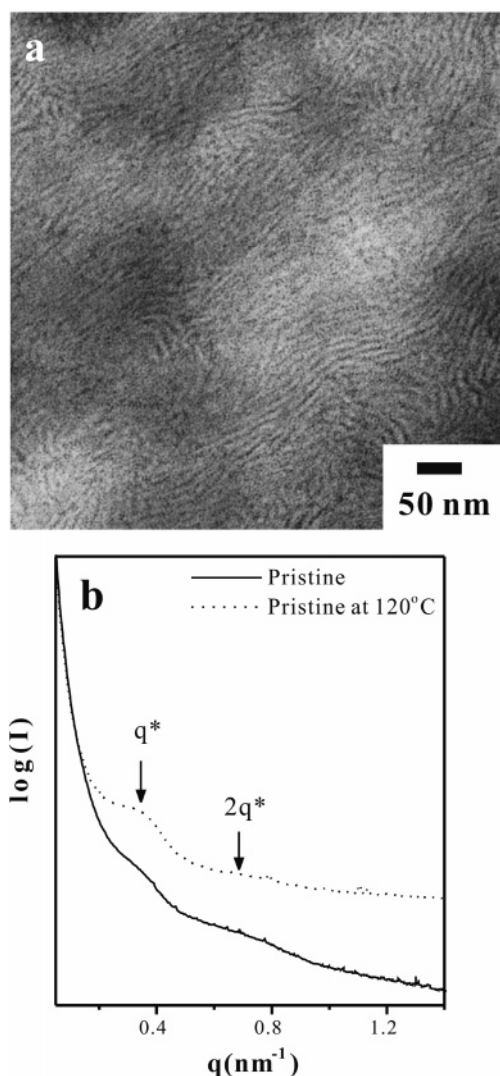 a
50 nm
b
Pristine
Pristine at 120°C
q*
2q*
log(I)
0.4 0.8 1.2
q(nm⁻¹)